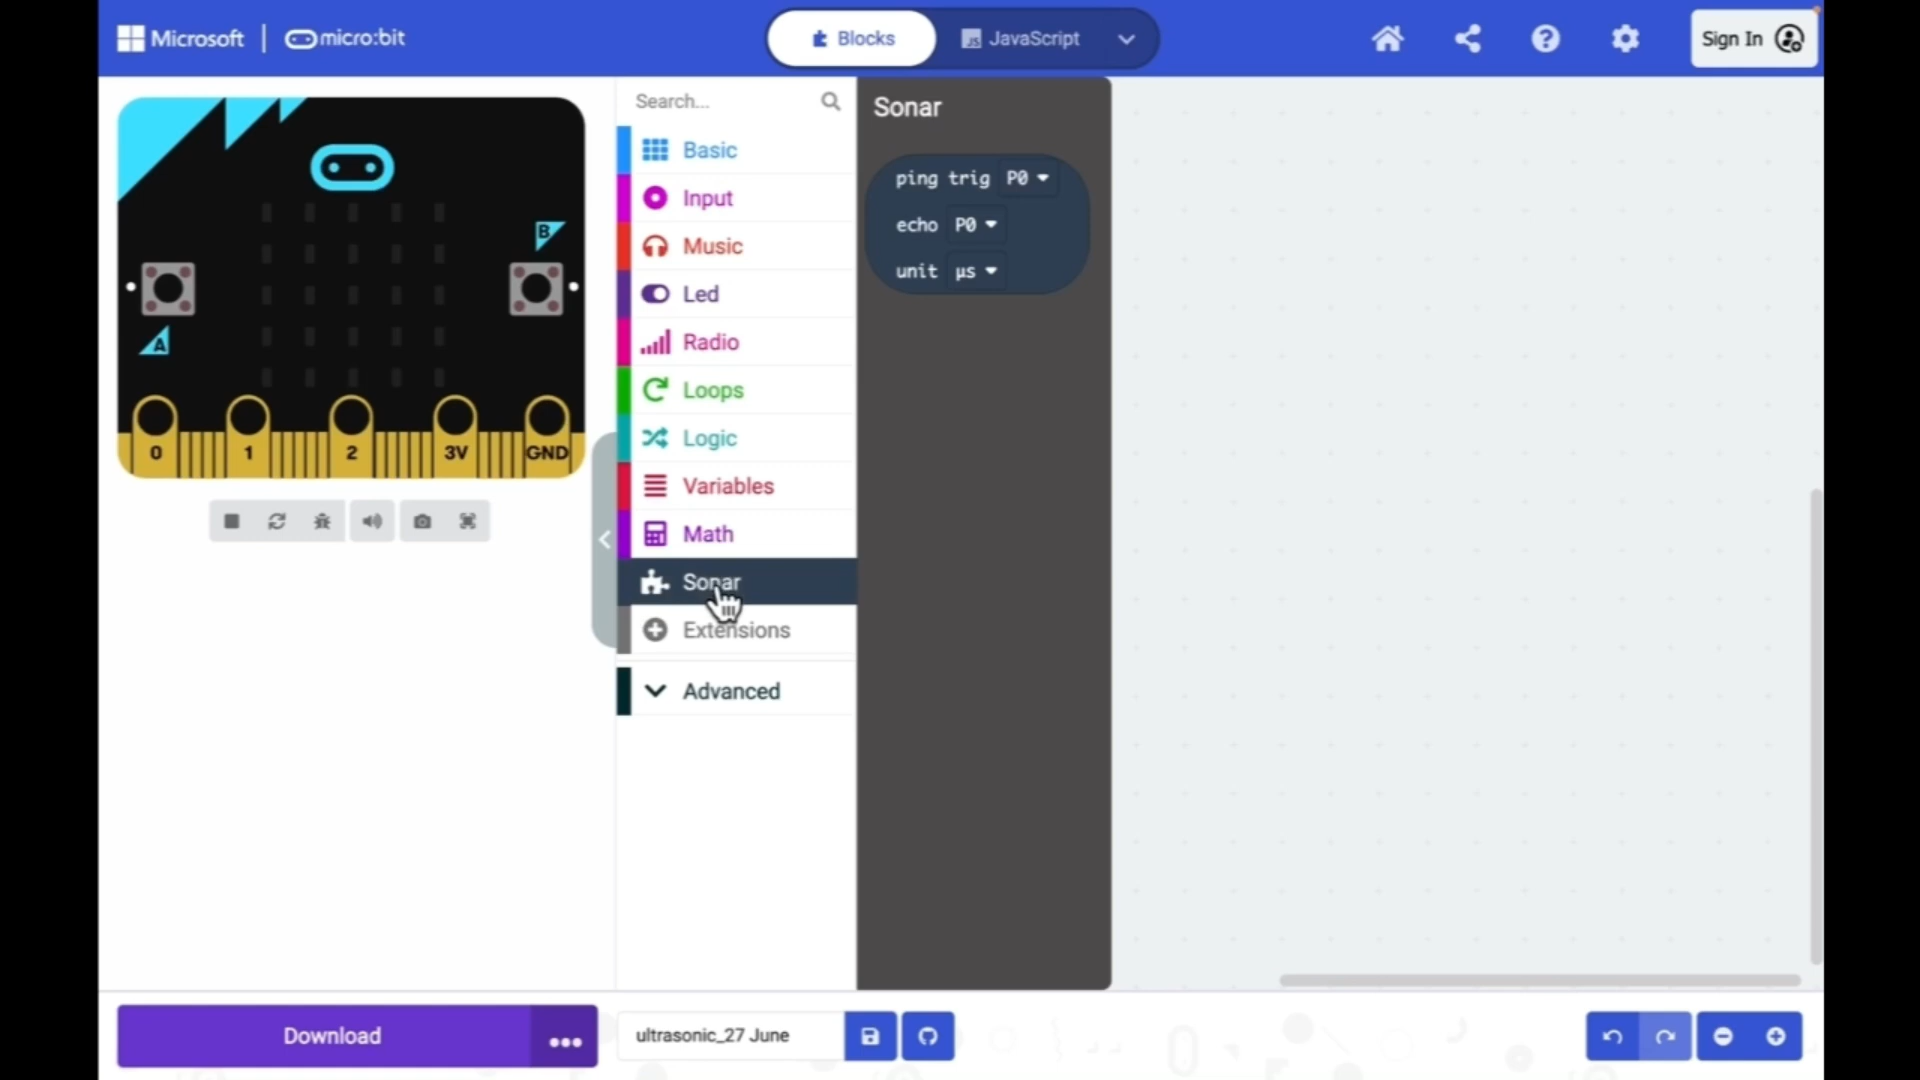 Microsoft | micro:bit
Blocks
JavaScript
Sign In
B
A
0 1 2 3V GND
Search...
Basic
Input
Music
Led
Radio
Loops
Logic
Variables
Math
Sonar
Extensions
Advanced
Sonar
ping trig P0
echo P0
unit µs
Download
ultrasonic_27 June